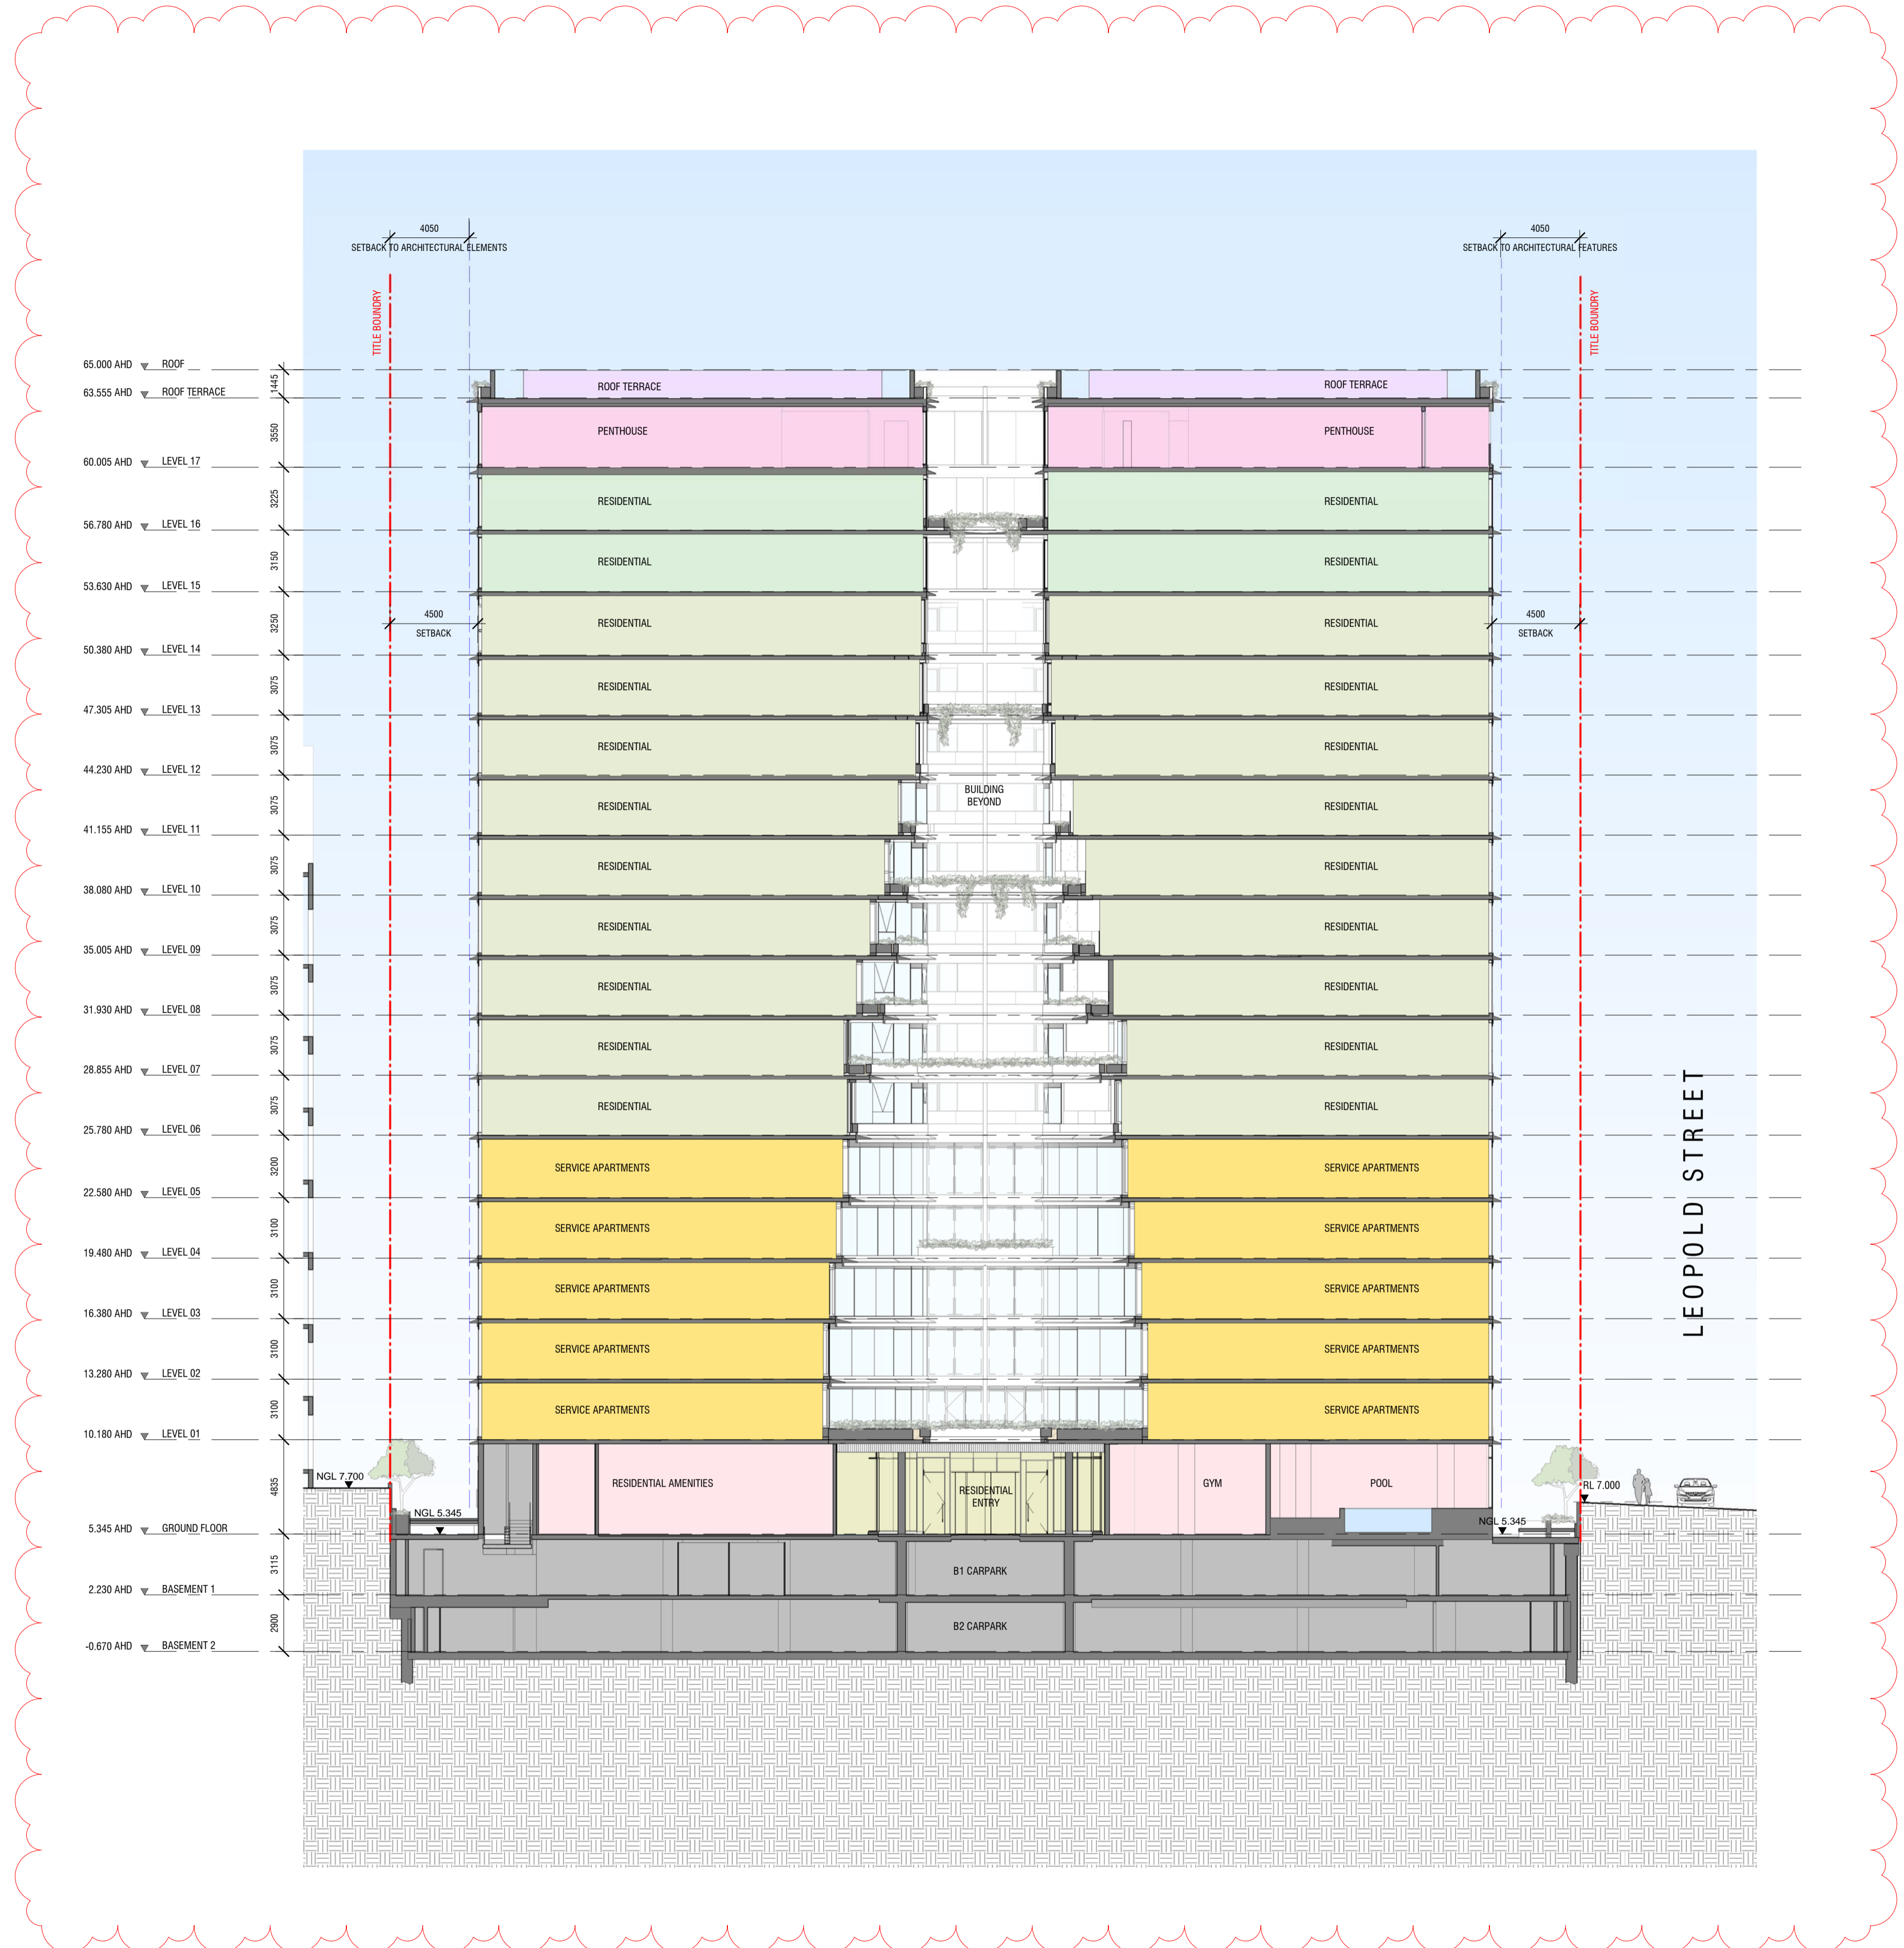 4050
SETBACK TO ARCHITECTURAL ELEMENTS
4050
SETBACK TO ARCHITECTURAL FEATURES
TITLE BOUNDRY
TITLE BOUNDRY
65.000 AHD ROOF
1445
ROOF TERRACE
ROOF TERRACE
63.555 AHD ROOF TERRACE
3550
PENTHOUSE
PENTHOUSE
60.005 AHD LEVEL 17
3225
RESIDENTIAL
RESIDENTIAL
56.780 AHD LEVEL 16
3150
RESIDENTIAL
RESIDENTIAL
53.630 AHD LEVEL 15
3250
4500
SETBACK
RESIDENTIAL
RESIDENTIAL
4500
SETBACK
50.380 AHD LEVEL 14
3075
RESIDENTIAL
RESIDENTIAL
47.305 AHD LEVEL 13
3075
RESIDENTIAL
RESIDENTIAL
44.230 AHD LEVEL 12
3075
RESIDENTIAL
BUILDING
BEYOND
RESIDENTIAL
41.155 AHD LEVEL 11
3075
RESIDENTIAL
RESIDENTIAL
38.080 AHD LEVEL 10
3075
RESIDENTIAL
RESIDENTIAL
35.005 AHD LEVEL 09
3075
RESIDENTIAL
RESIDENTIAL
31.930 AHD LEVEL 08
3075
RESIDENTIAL
RESIDENTIAL
28.855 AHD LEVEL 07
3075
RESIDENTIAL
RESIDENTIAL
25.780 AHD LEVEL 06
3200
SERVICE APARTMENTS
SERVICE APARTMENTS
LEOPOLD STREET
22.580 AHD LEVEL 05
3100
SERVICE APARTMENTS
SERVICE APARTMENTS
19.480 AHD LEVEL 04
3100
SERVICE APARTMENTS
SERVICE APARTMENTS
16.380 AHD LEVEL 03
3100
SERVICE APARTMENTS
SERVICE APARTMENTS
13.280 AHD LEVEL 02
3100
SERVICE APARTMENTS
SERVICE APARTMENTS
10.180 AHD LEVEL 01
4835
NGL 7.700
RESIDENTIAL AMENITIES
RESIDENTIAL
ENTRY
GYM
POOL
RL 7.000
NGL 5.345
NGL 5.345
5.345 AHD GROUND FLOOR
3115
B1 CARPARK
2.230 AHD BASEMENT 1
2900
B2 CARPARK
-0.670 AHD BASEMENT 2